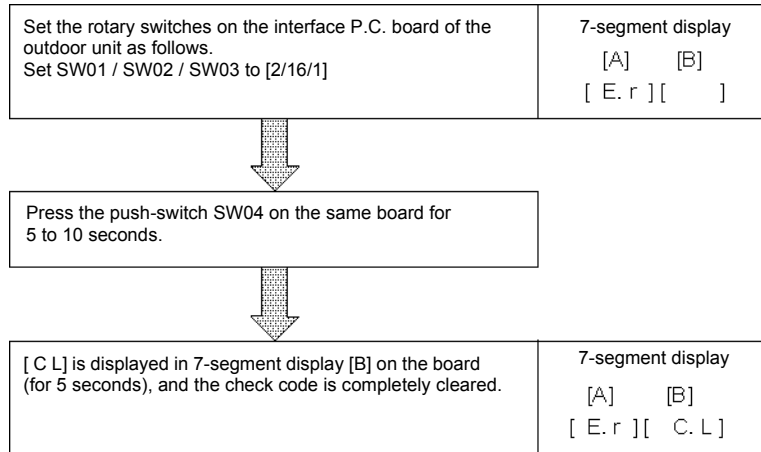 Set the rotary switches on the interface P.C. board of the
outdoor unit as follows.
Set SW01 / SW02 / SW03 to [2/16/1]
7-segment display
[A] [B]
[ E. r ] [ ]
Press the push-switch SW04 on the same board for
5 to 10 seconds.
[ C L] is displayed in 7-segment display [B] on the board
(for 5 seconds), and the check code is completely cleared.
7-segment display
[A] [B]
[ E. r ] [ C. L ]